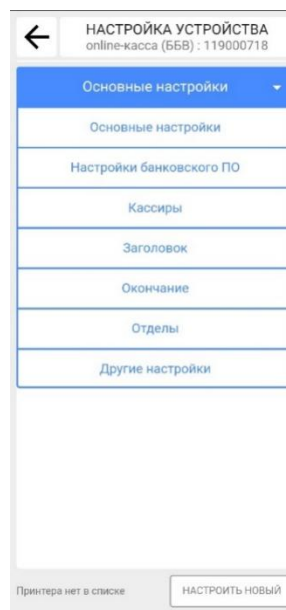 НАСТРОЙКА УСТРОЙСТВА
online-касса (ББВ) : 119000718
Основные настройки
Основные настройки
Настройки банковского ПО
Кассиры
Заголовок
Окончание
Отделы
Другие настройки
Принтера нет в списке
НАСТРОИТЬ НОВЫЙ